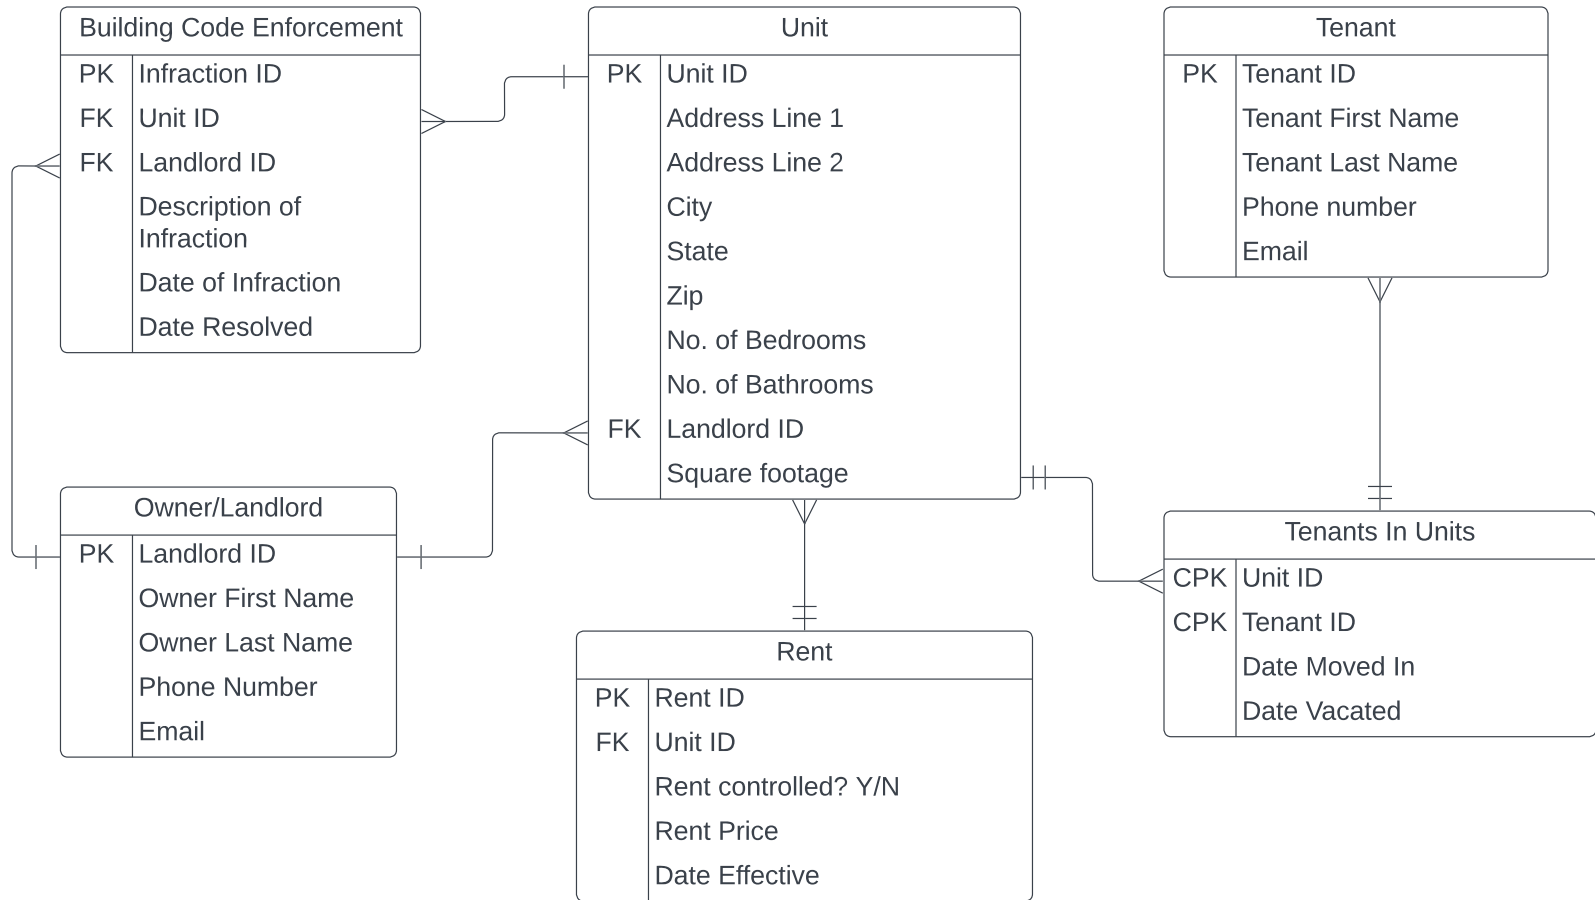 Building Code Enforcement
PK Infraction ID
FK Unit ID
FK Landlord ID
Description of
Infraction
Date of Infraction
Date Resolved
Unit
PK Unit ID
Address Line 1
Address Line 2
City
State
Zip
No. of Bedrooms
No. of Bathrooms
FK Landlord ID
Square footage
Tenant
PK Tenant ID
Tenant First Name
Tenant Last Name
Phone number
Email
Owner/Landlord
PK Landlord ID
Owner First Name
Owner Last Name
Phone Number
Email
Rent
PK Rent ID
FK Unit ID
Rent controlled? Y/N
Rent Price
Date Effective
Tenants In Units
CPK Unit ID
CPK Tenant ID
Date Moved In
Date Vacated